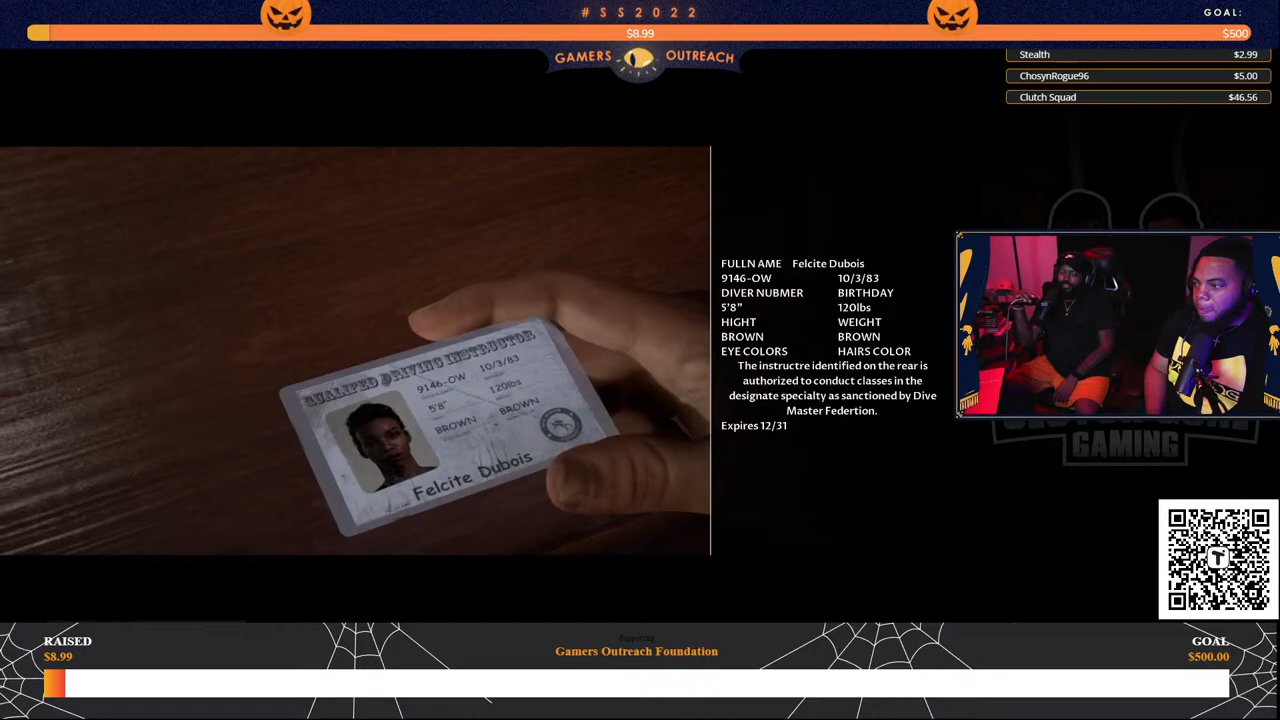 #SS2022
GOAL:
$8.99
$500
GAMERS OUTREACH
Stealth $2.99
ChosynRogue96 $5.00
Clutch Squad $46.56
QUALIFED DRIVING INSTRUCTOR
9146-OW 10/3/83
5'8" 120lbs
BROWN BROWN
Felcite Dubois
FULLN AME Felcite Dubois
9146-OW 10/3/83
DIVER NUBMER BIRTHDAY
5'8" 120lbs
HIGHT WEIGHT
BROWN BROWN
EYE COLORS HAIRS COLOR
The instructre identified on the rear is
authorized to conduct classes in the
designate specialty as sanctioned by Dive
Master Federtion.
Expires 12/31
GAMING
RAISED
$8.99
Supporting
Gamers Outreach Foundation
GOAL
$500.00